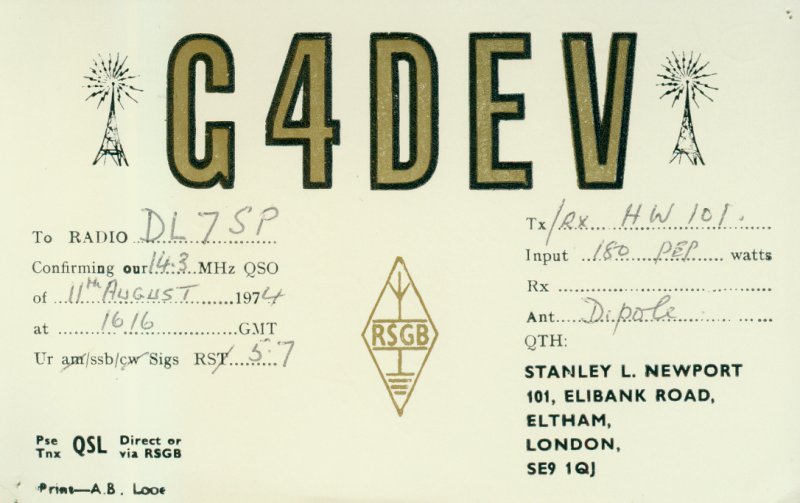 G4DEV
To RADIO DL7SP
Confirming our 14.3 MHz QSO
of 11th AUGUST 1974
at 1616 GMT
Ur am/ssb/cw Sigs RST 5.7
Pse Tnx QSL Direct or via RSGB
Print—A.B. Looe
RSGB
Tx/Rx HW 101.
Input 180 PEP watts
Rx
Ant Dipole
QTH:
STANLEY L. NEWPORT
101, ELIBANK ROAD,
ELTHAM,
LONDON,
SE9 1QJ